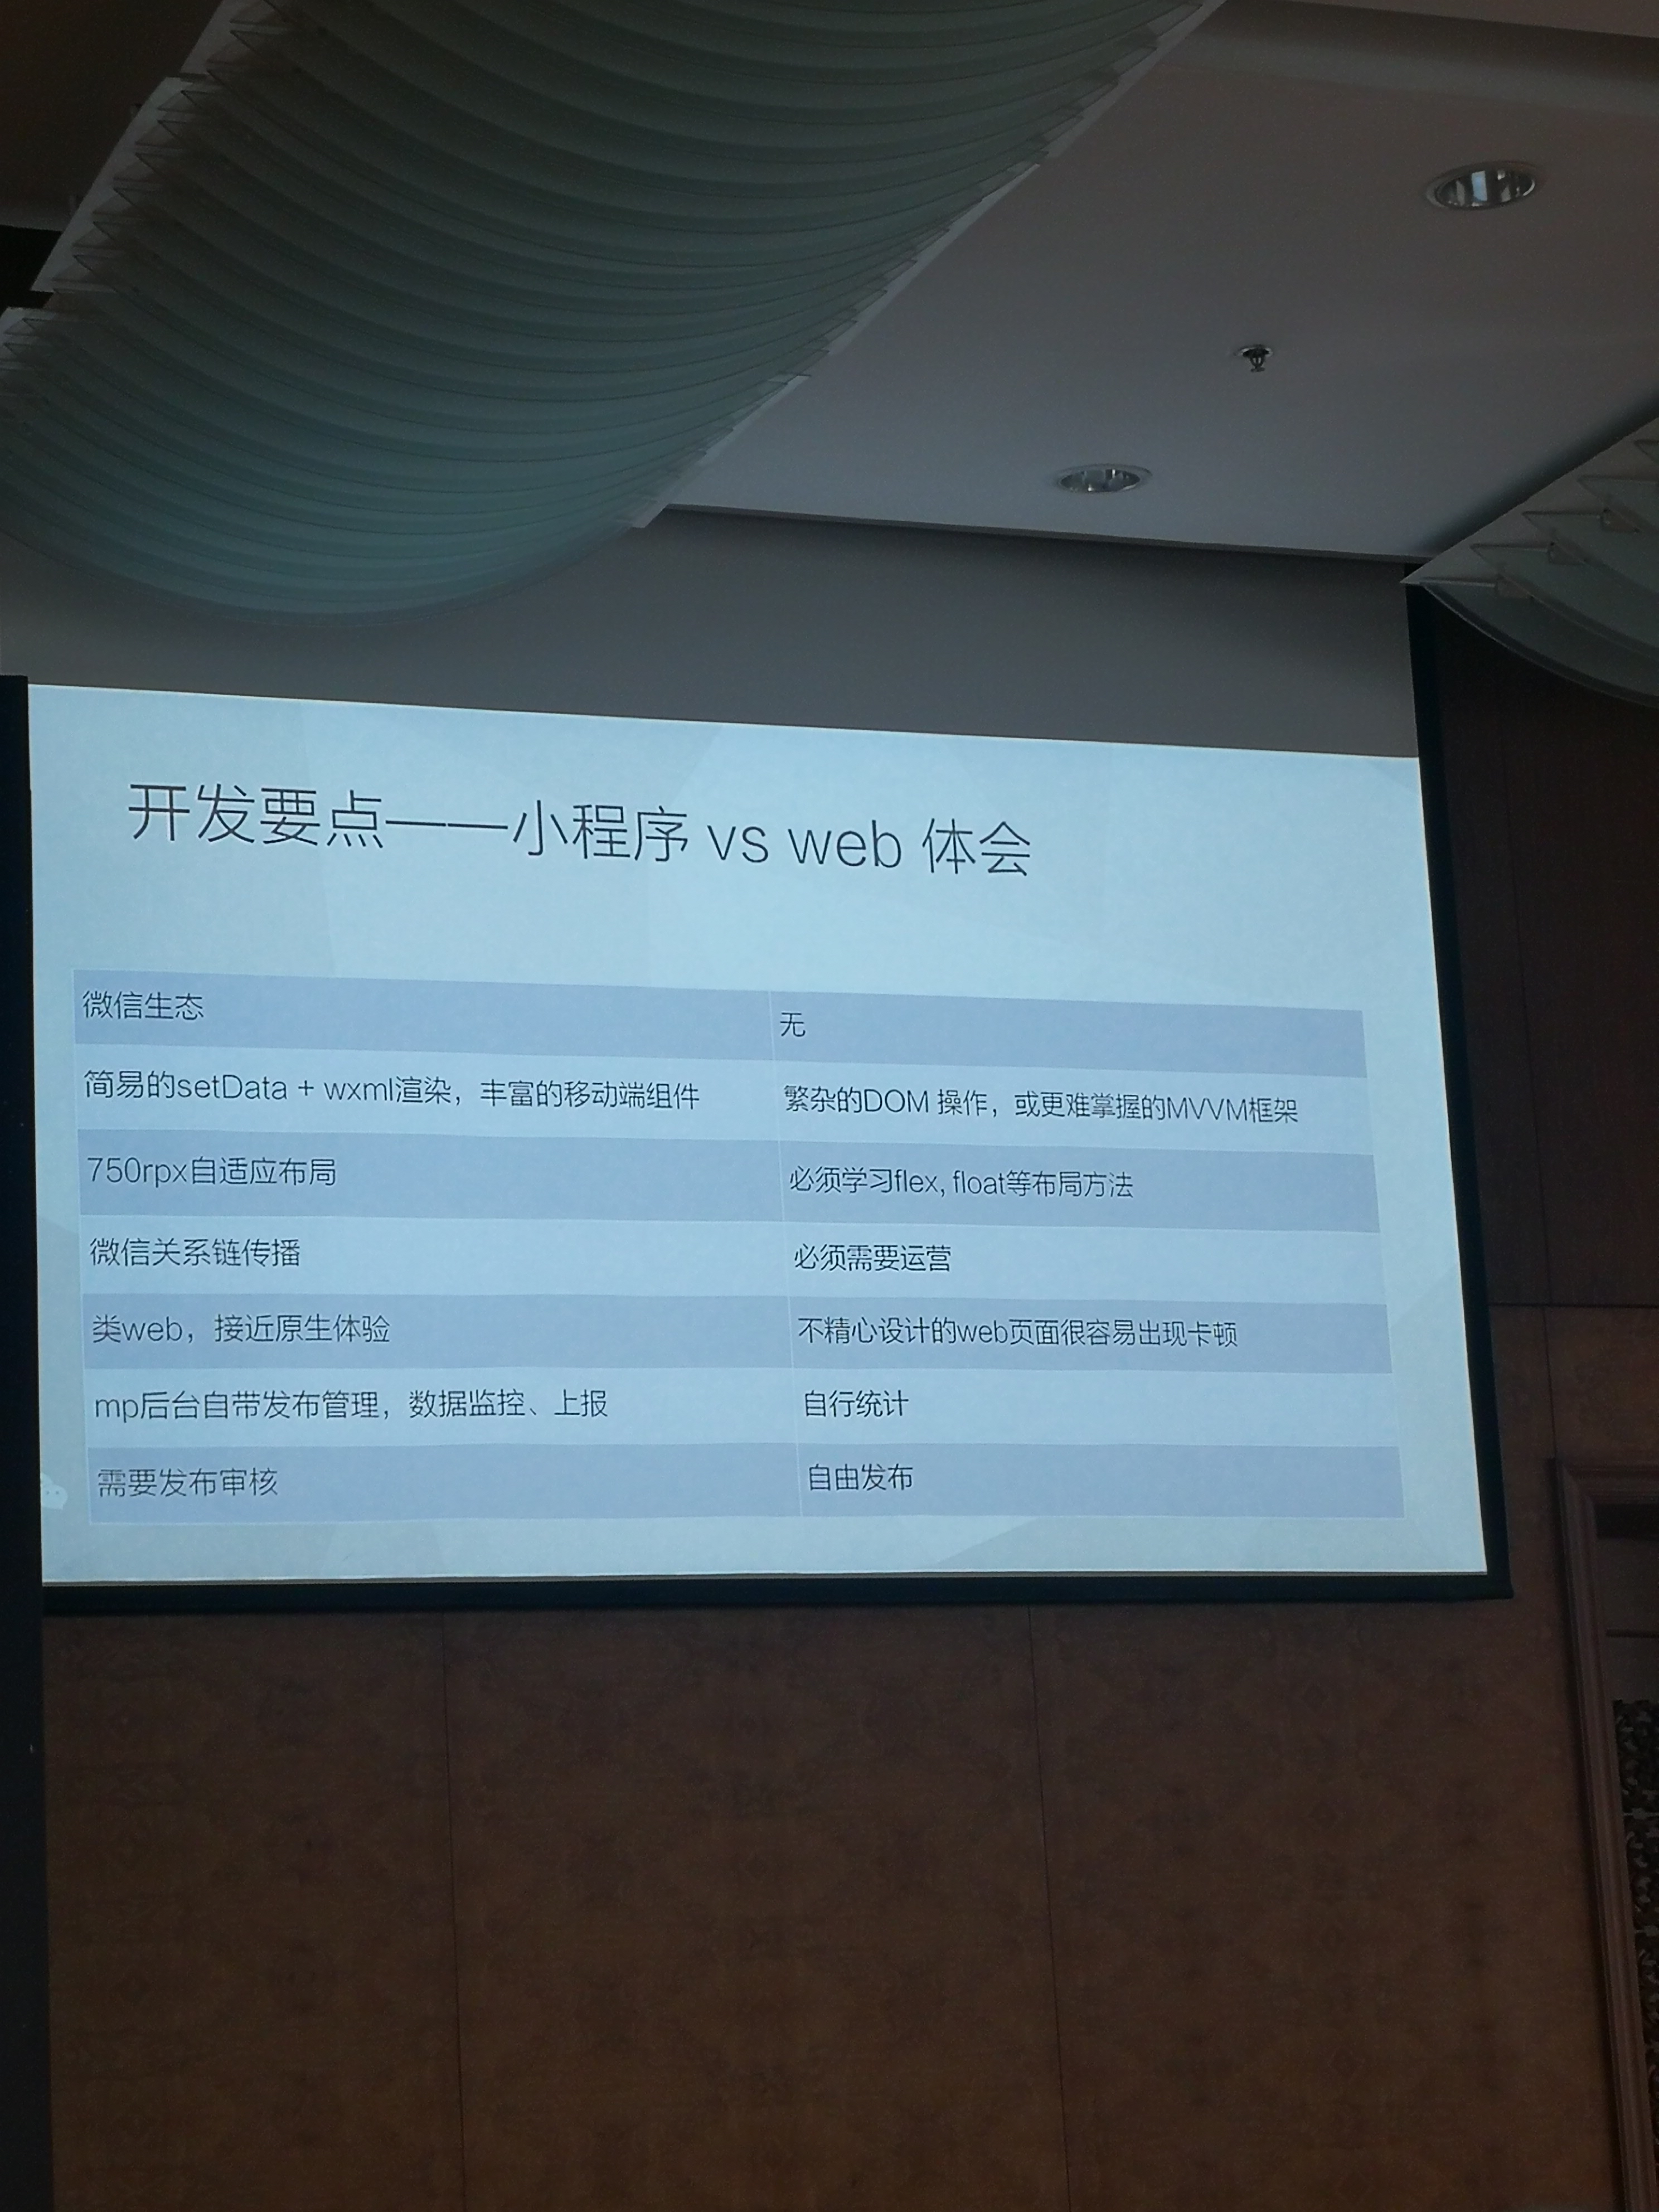 开发要点——小程序 vs web 体会
微信生态
无
简易的setData + wxml渲染，丰富的移动端组件
繁杂的DOM 操作，或更难掌握的MVVM框架
750rpx自适应布局
必须学习flex, float等布局方法
微信关系链传播
必须需要运营
类web，接近原生体验
不精心设计的web页面很容易出现卡顿
mp后台自带发布管理，数据监控、上报
自行统计
需要发布审核
自由发布